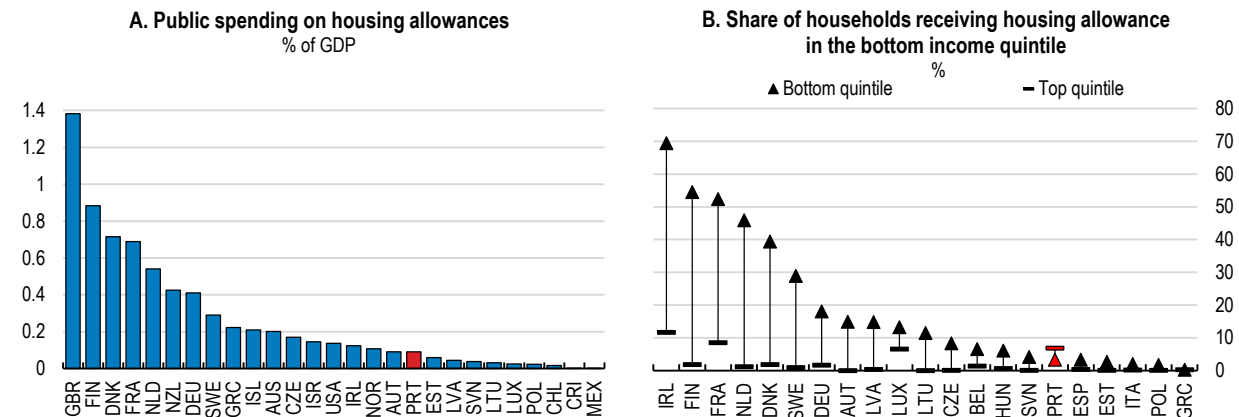 A. Public spending on housing allowances
% of GDP
1.4
1.2
1
0.8
0.6
0.4
0.2
0
GBR FIN DNK FRA NLD NZL DEU SWE GRC ISL AUS CZE ISR USA IRL NOR AUT PRT EST LVA SVN LTU LUX POL CHL CRI MEX
B. Share of households receiving housing allowance
in the bottom income quintile
%
Bottom quintile Top quintile
80
70
60
50
40
30
20
10
0
IRL FIN FRA NLD DNK SWE DEU AUT LVA LUX LTU CZE BEL HUN SVN PRT ESP EST ITA POL GRC